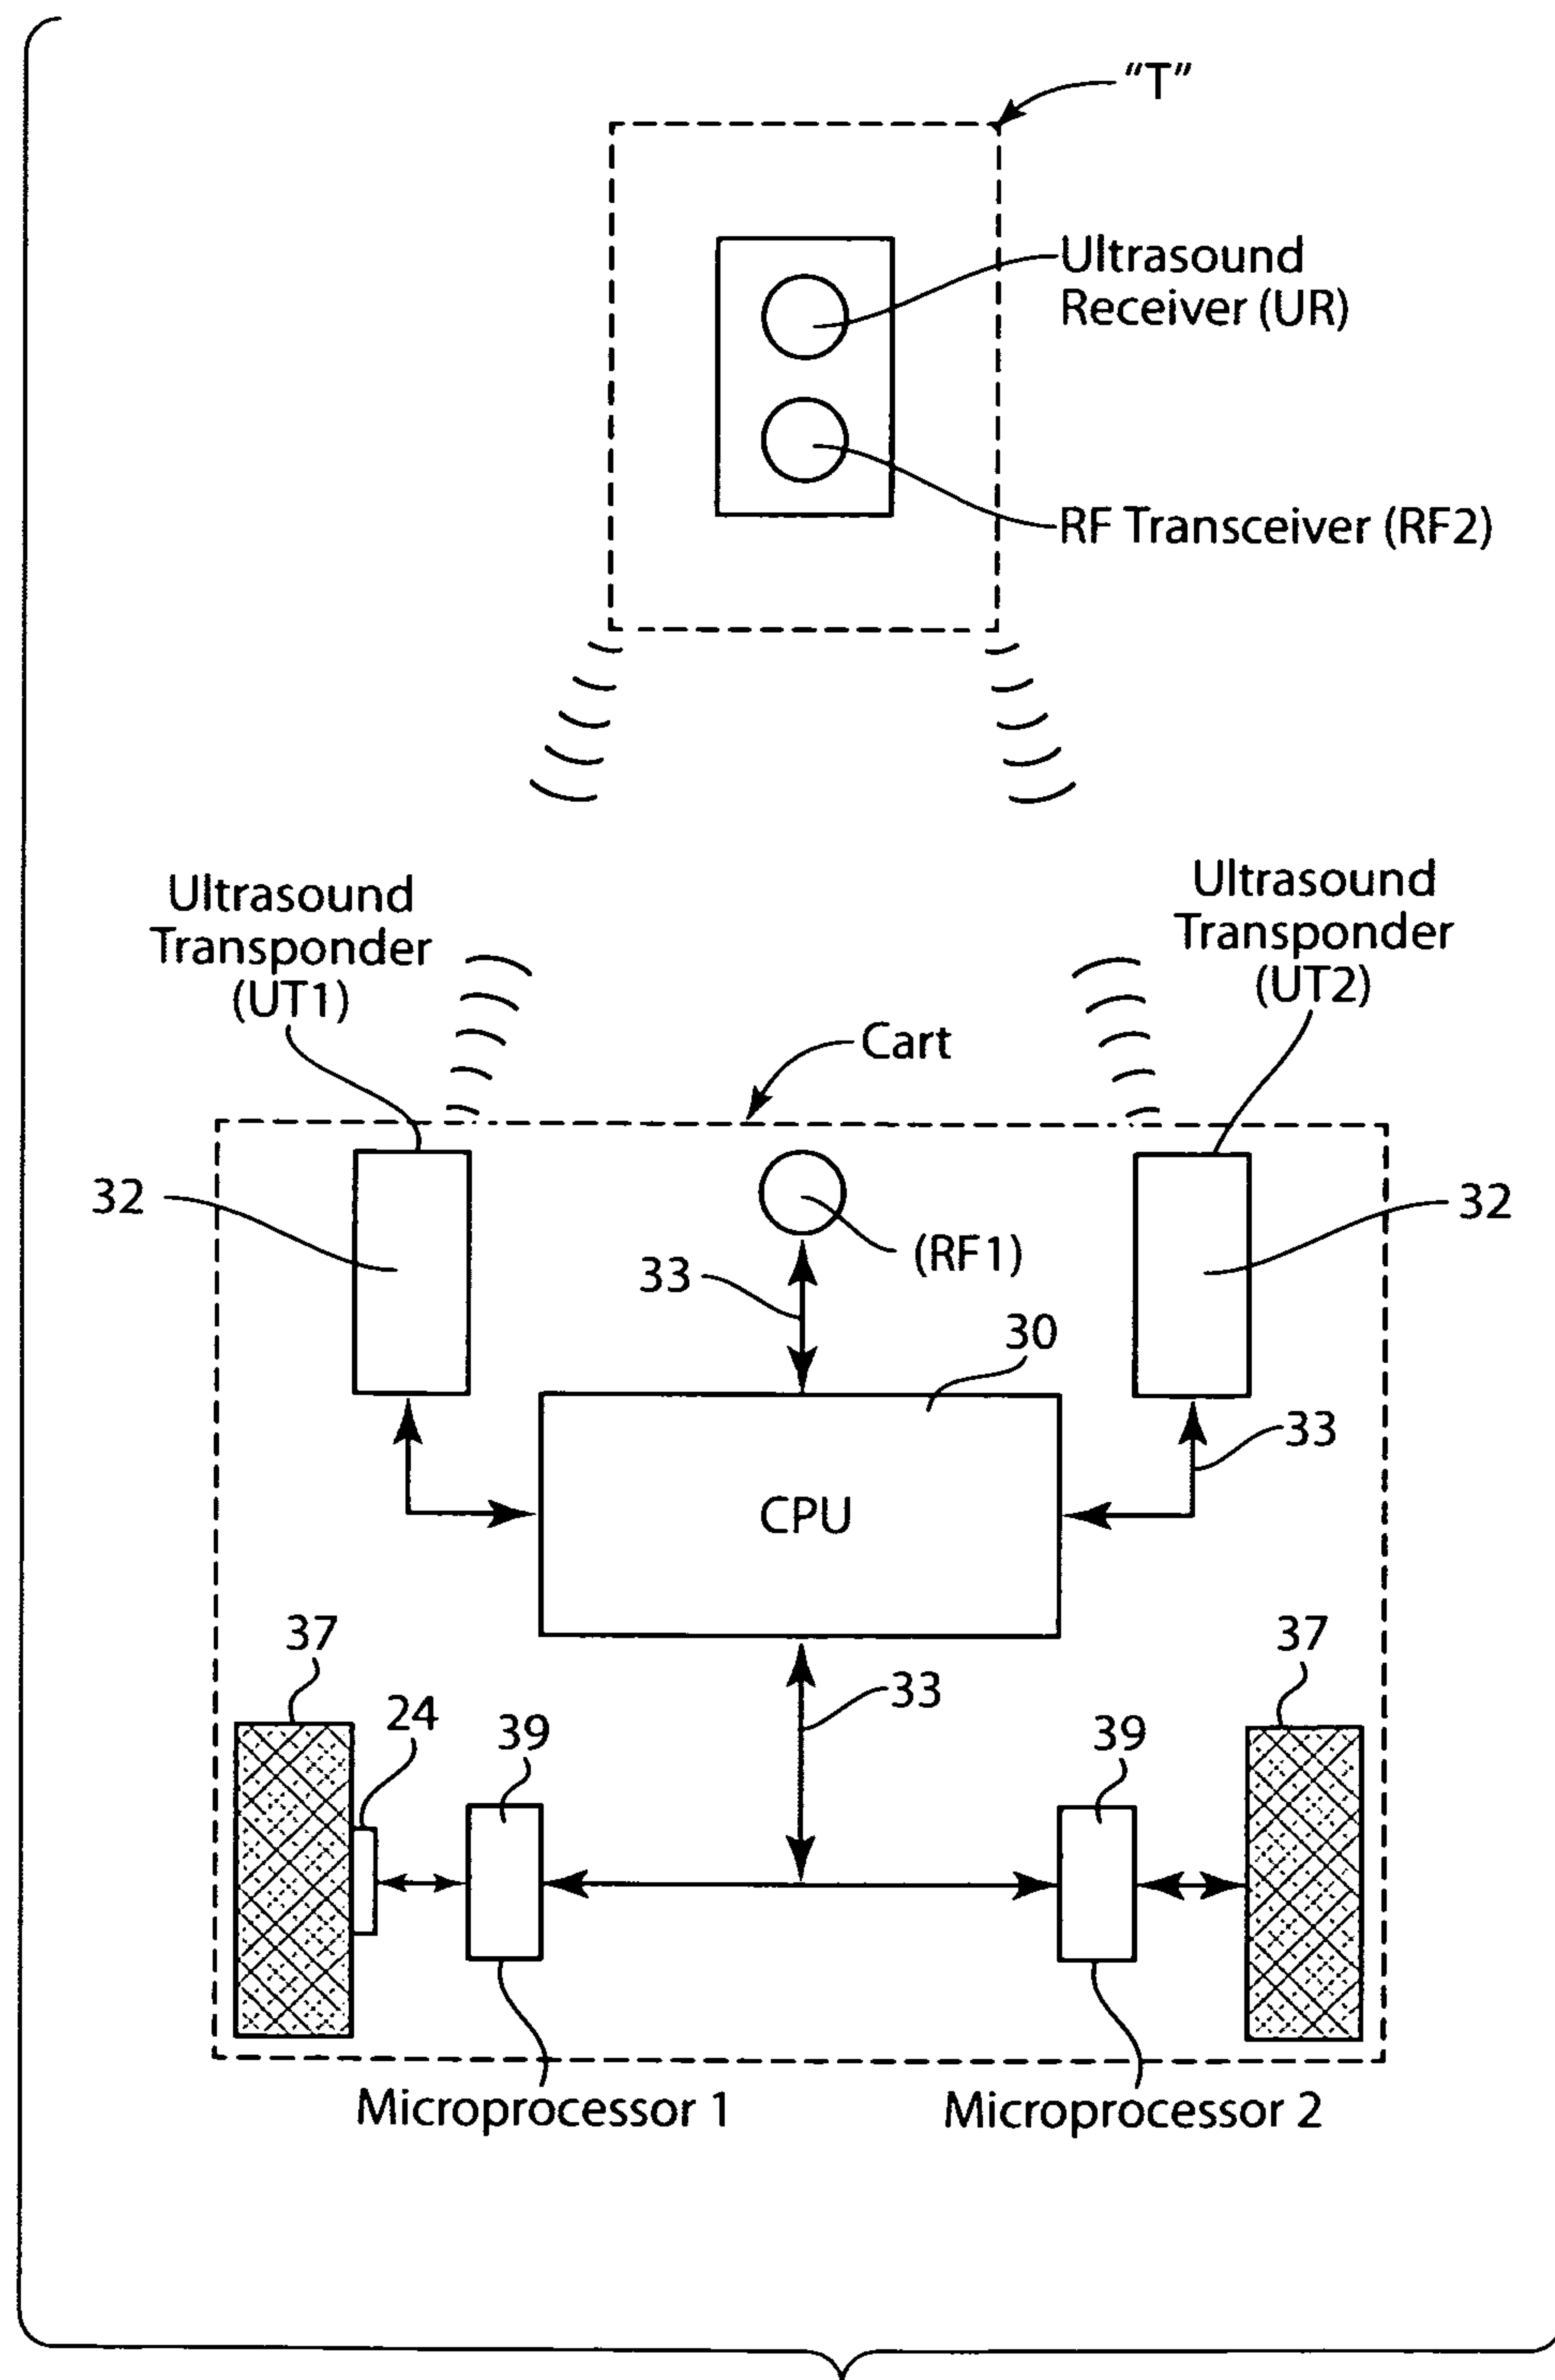 “T”
Ultrasound
Receiver (UR)
RF Transceiver (RF2)
Ultrasound
Transponder
(UT1)
Ultrasound
Transponder
(UT2)
Cart
32
33
(RF1)
32
30
33
CPU
37
24
39
33
39
37
Microprocessor 1
Microprocessor 2